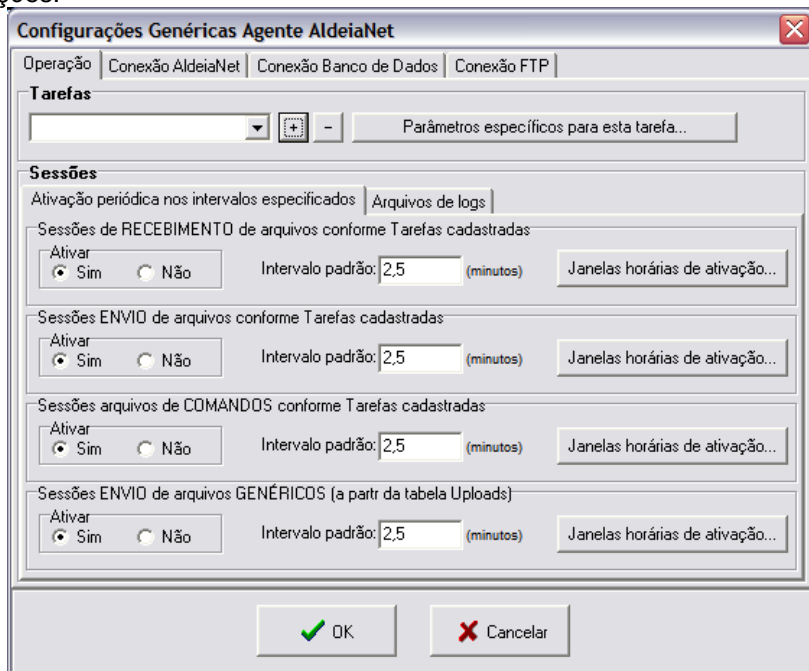 ções.
Configurações Genéricas Agente AldeiaNet
Operação Conexão AldeiaNet Conexão Banco de Dados Conexão FTP
Tarefas
+ - Parâmetros específicos para esta tarefa...
Sessões
Ativação periódica nos intervalos especificados Arquivos de logs
Sessões de RECEBIMENTO de arquivos conforme Tarefas cadastradas
Ativar
Sim Não Intervalo padrão: 2,5 (minutos) Janelas horárias de ativação...
Sessões ENVIO de arquivos conforme Tarefas cadastradas
Ativar
Sim Não Intervalo padrão: 2,5 (minutos) Janelas horárias de ativação...
Sessões arquivos de COMANDOS conforme Tarefas cadastradas
Ativar
Sim Não Intervalo padrão: 2,5 (minutos) Janelas horárias de ativação...
Sessões ENVIO de arquivos GENÉRICOS (a partr da tabela Uploads)
Ativar
Sim Não Intervalo padrão: 2,5 (minutos) Janelas horárias de ativação...
OK Cancelar